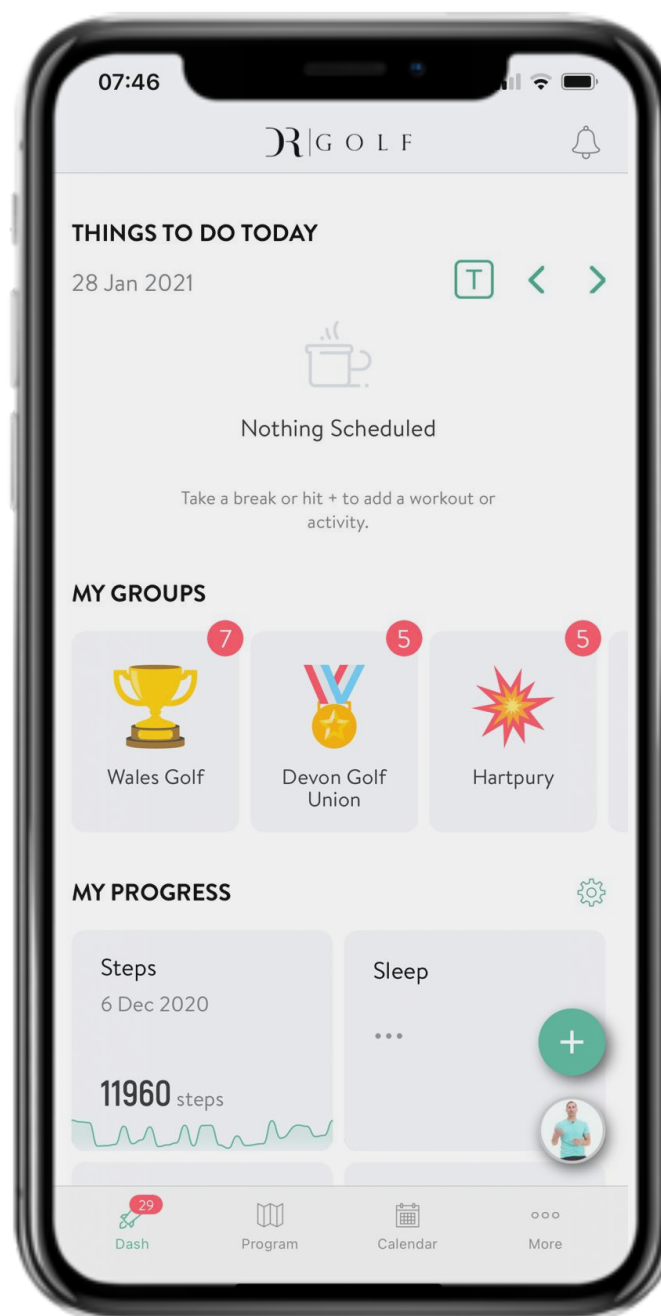 07:46
DR|GOLF
THINGS TO DO TODAY
28 Jan 2021
T
Nothing Scheduled
Take a break or hit + to add a workout or
activity.
MY GROUPS
7
5
5
Wales Golf
Devon Golf
Union
Hartpury
MY PROGRESS
Steps
6 Dec 2020
11960 steps
Sleep
...
+
29
Dash
Program
Calendar
More